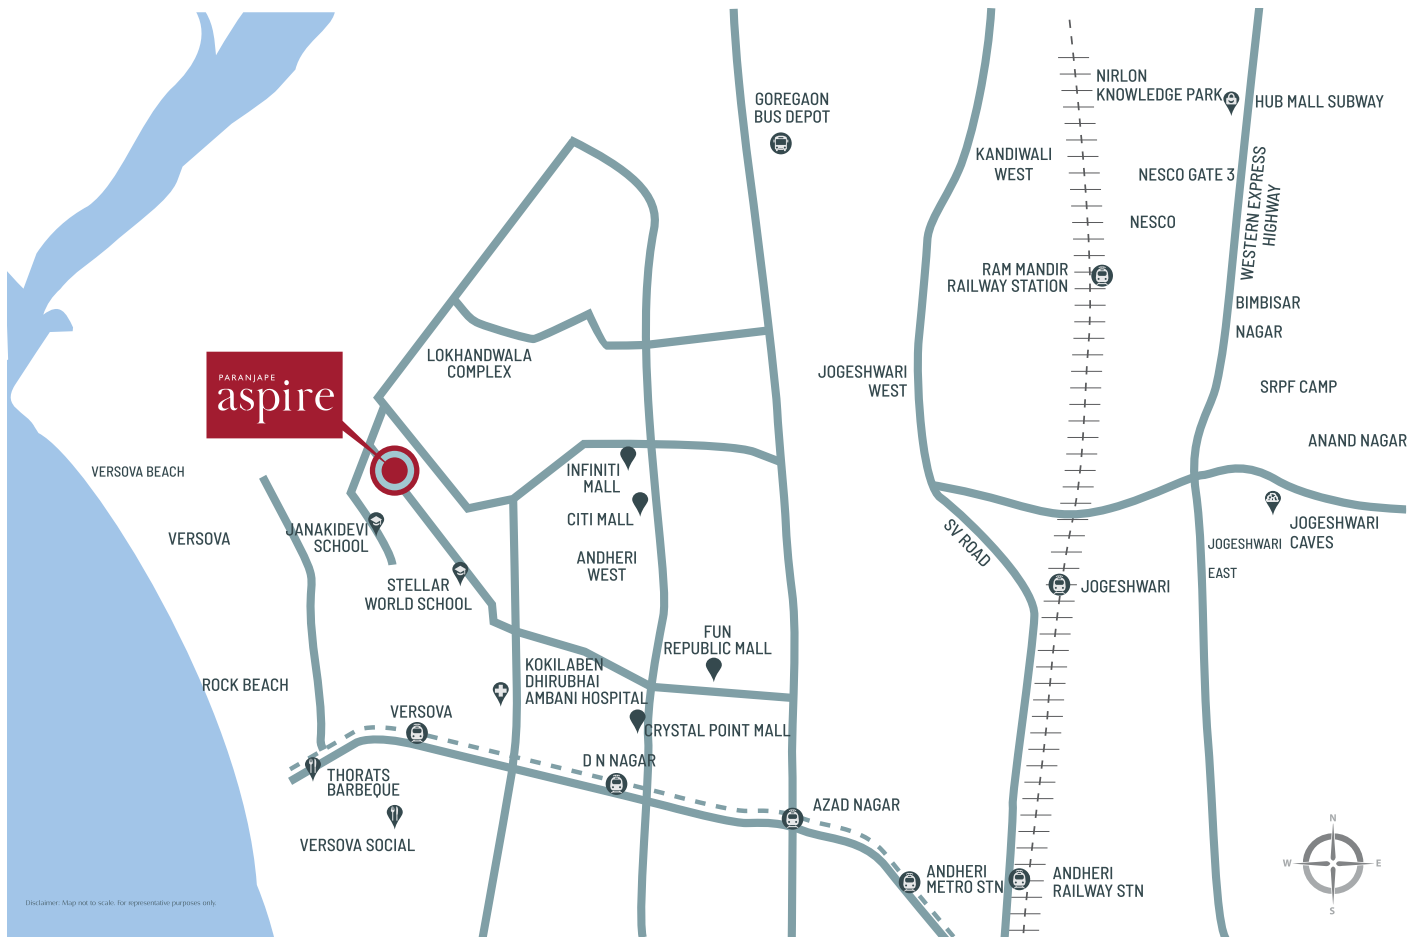 NIRLON
KNOWLEDGE PARK
HUB MALL SUBWAY
GOREGAON
BUS DEPOT
KANDIWALI
WEST
NESCO GATE 3
WESTERN EXPRESS
HIGHWAY
NESCO
RAM MANDIR
RAILWAY STATION
BIMBISAR
NAGAR
LOKHANDWALA
COMPLEX
PARANJAPE
aspire
JOGESHWARI
WEST
SRPF CAMP
ANAND NAGAR
VERSOVA BEACH
INFINITI
MALL
CITI MALL
VERSOVA
JANAKIDEVI
SCHOOL
SV ROAD
JOGESHWARI
CAVES
JOGESHWARI
EAST
ANDHERI
WEST
STELLAR
WORLD SCHOOL
JOGESHWARI
FUN
REPUBLIC MALL
KOKILABEN
DHIRUBHAI
AMBANI HOSPITAL
ROCK BEACH
VERSOVA
CRYSTAL POINT MALL
D N NAGAR
THORATS
BARBEQUE
AZAD NAGAR
VERSOVA SOCIAL
ANDHERI
METRO STN
ANDHERI
RAILWAY STN
N
W
E
S
Disclaimer: Map not to scale. for representative purposes only.